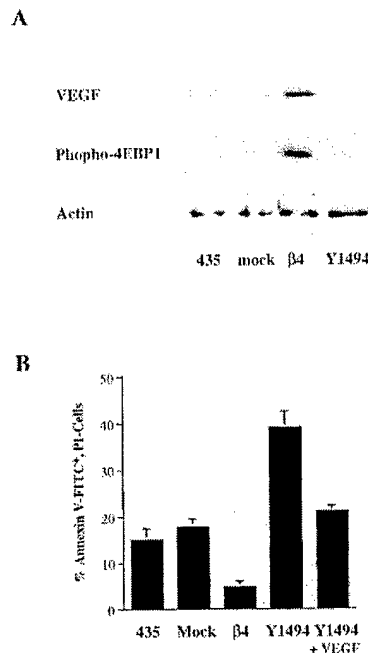 A
VEGF
Phopho-4EBP1
Actin
435 mock β4 Y1494
B
% Annexin V-FITC⁺, PI-Cells
50
40
30
20
10
0
435 Mock β4 Y1494 Y1494
+ VEGF